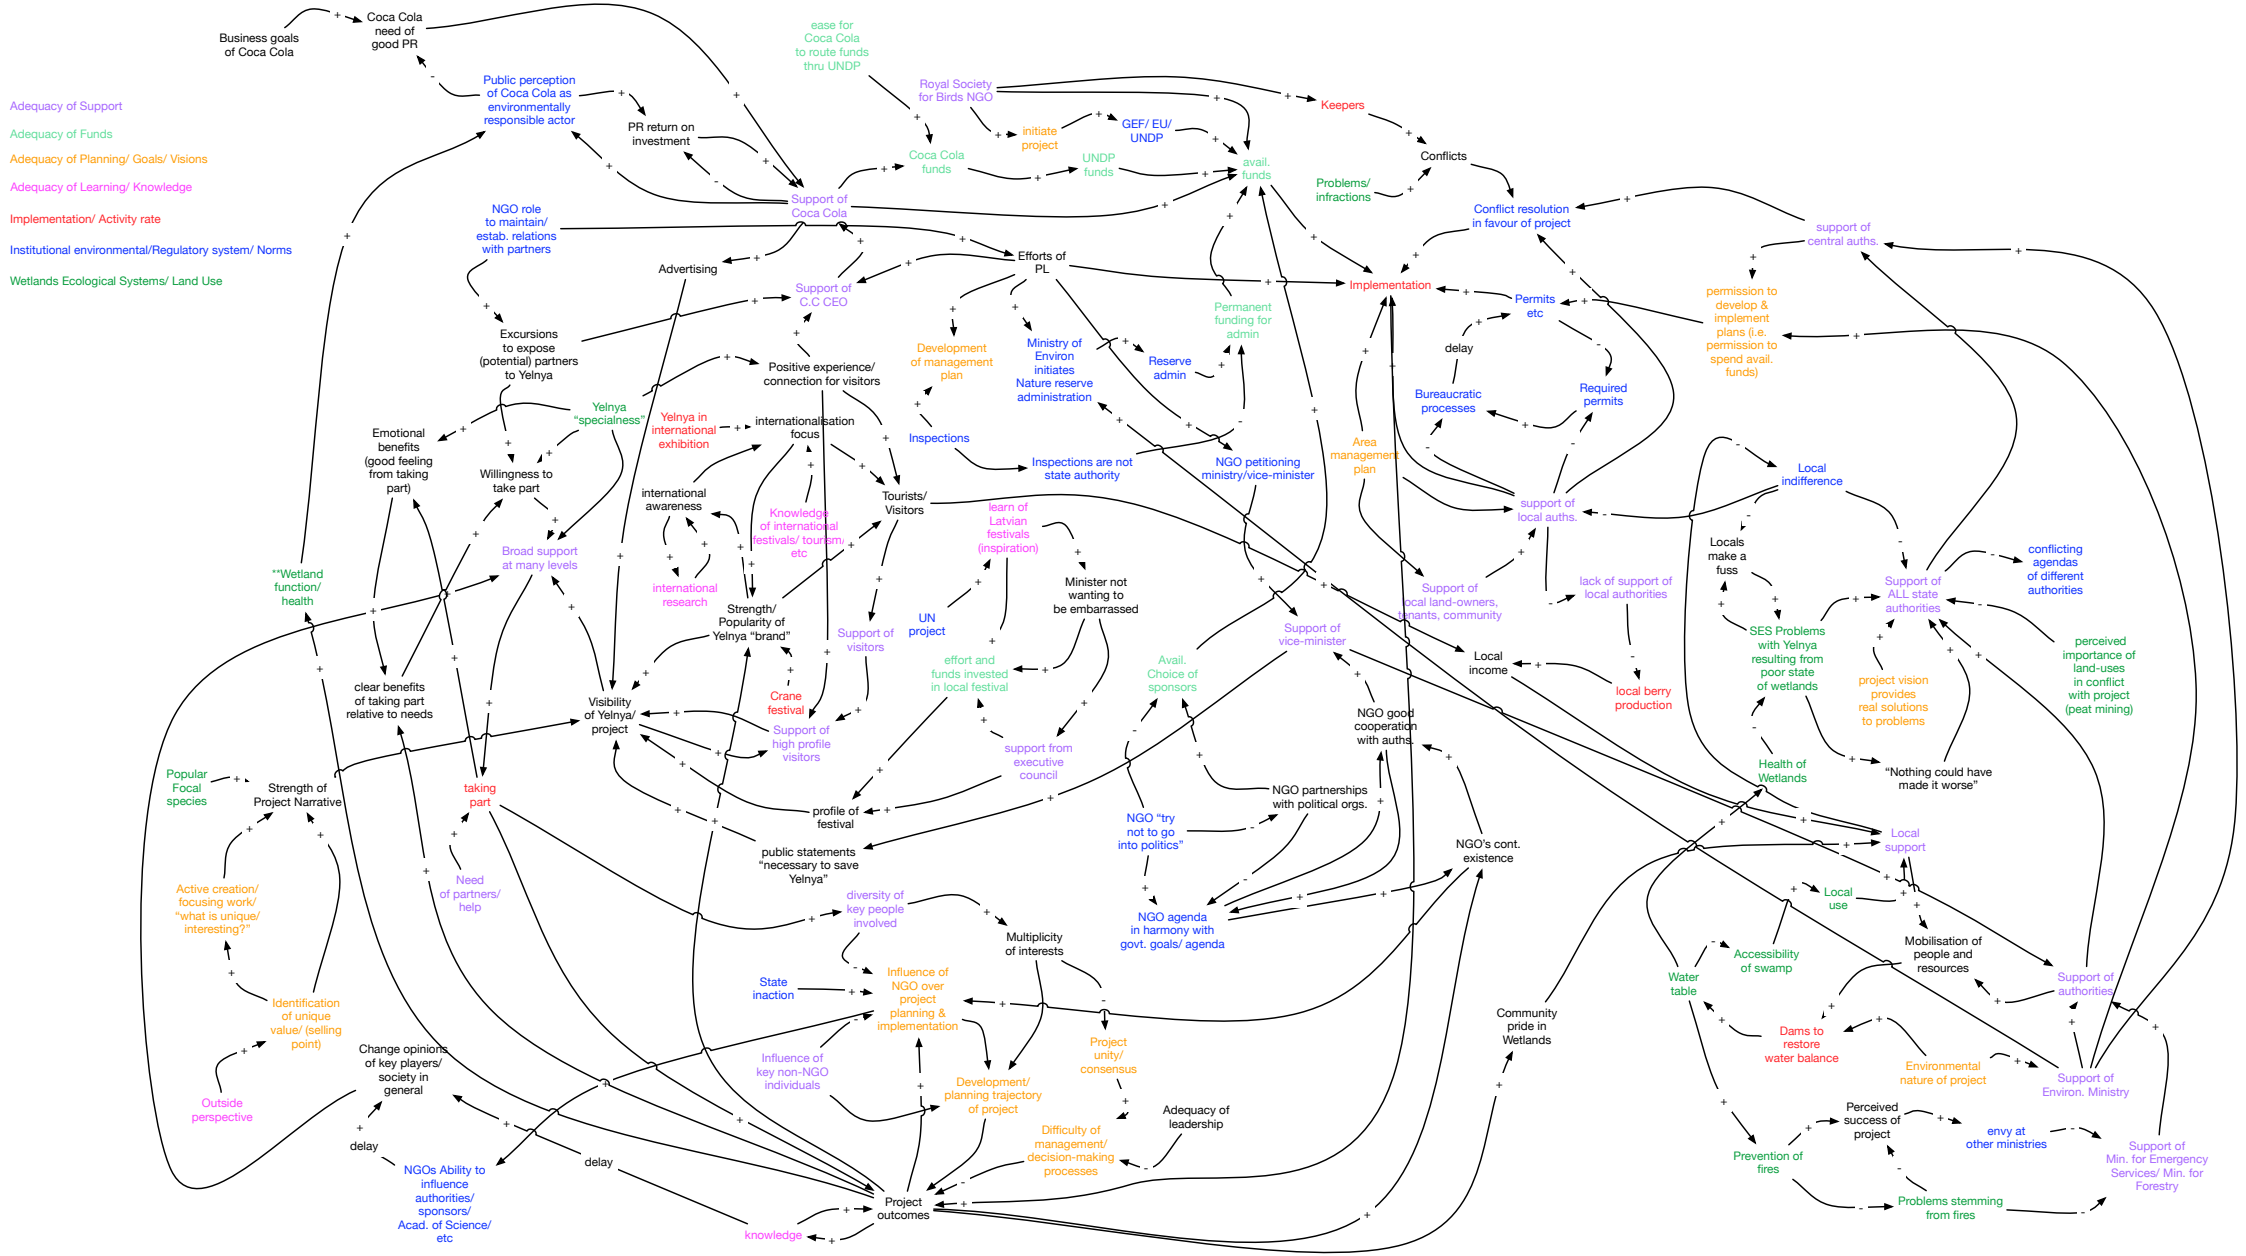 Business goals
of Coca Cola
Coca Cola
need of
good PR
ease for
Coca Cola
to route funds
thru UNDP
Adequacy of Support
Adequacy of Funds
Adequacy of Planning/ Goals/ Visions
Adequacy of Learning/ Knowledge
Implementation/ Activity rate
Institutional environmental/Regulatory system/ Norms
Wetlands Ecological Systems/ Land Use
Public perception
of Coca Cola as
environmentally
responsible actor
PR return on
investment
Royal Society
for Birds NGO
initiate
project
GEF/ EU/
UNDP
Keepers
Coca Cola
funds
UNDP
funds
avail.
funds
Conflicts
Problems/
infractions
Support of
Coca Cola
NGO role
to maintain/
estab. relations
with partners
Conflict resolution
in favour of project
support of
central auths.
Advertising
Efforts of
PL
Support of
C.C CEO
Implementation
Permits
etc
permission to
develop &
implement
plans (i.e.
permission to
spend avail.
funds)
Permanent
funding for
admin
Excursions
to expose
(potential) partners
to Yelnya
Development
of management
plan
Ministry of
Environ
initiates
Nature reserve
administration
Reserve
admin
delay
Positive experience/
connection for visitors
Bureaucratic
processes
Required
permits
Yelnya
“specialness”
Yelnya in
international
exhibition
internationalisation
focus
Inspections
Inspections are not
state authority
NGO petitioning
ministry/vice-minister
Area
management
plan
Emotional
benefits
(good feeling
from taking
part)
Willingness to
take part
international
awareness
Tourists/
Visitors
Local
indifference
support of
local auths.
Knowledge
of international
festivals/ tourism/
etc
learn of
Latvian
festivals
(inspiration)
Locals
make a
fuss
Broad support
at many levels
conflicting
agendas
of different
authorities
**Wetland
function/
health
international
research
Minister not
wanting to
be embarrassed
Support of
local land-owners,
tenants, community
lack of support of
local authorities
Support of
ALL state
authorities
Strength/
Popularity of
Yelnya “brand”
UN
project
Support of
visitors
Support of
vice-minister
SES Problems
with Yelnya
resulting from
poor state
of wetlands
perceived
importance of
land-uses
in conflict
with project
(peat mining)
effort and
funds invested
in local festival
Avail.
Choice of
sponsors
Local
income
clear benefits
of taking part
relative to needs
Crane
festival
local berry
production
project vision
provides
real solutions
to problems
Visibility
of Yelnya/
project
NGO good
cooperation
with auths.
Support of
high profile
visitors
support from
executive
council
Popular
Focal
species
Strength of
Project Narrative
taking
part
Health of
Wetlands
“Nothing could have
made it worse”
profile of
festival
NGO partnerships
with political orgs.
NGO “try
not to go
into politics”
public statements
“necessary to save
Yelnya”
NGO's cont.
existence
Local
support
Need
of partners/
help
Active creation/
focusing work/
“what is unique/
interesting?”
diversity of
key people
involved
Local
use
NGO agenda
in harmony with
govt. goals/ agenda
Multiplicity
of interests
Mobilisation of
people and
resources
Accessibility
of swamp
Water
table
State
inaction
Influence of
NGO over
project
planning &
implementation
Support of
authorities
Identification
of unique
value/ (selling
point)
Community
pride in
Wetlands
Dams to
restore
water balance
Change opinions
of key players/
society in
general
Influence of
key non-NGO
individuals
Project
unity/
consensus
Environmental
nature of project
Support of
Environ. Ministry
Development/
planning trajectory
of project
Outside
perspective
Adequacy of
leadership
Perceived
success of
project
envy at
other ministries
delay
Difficulty of
management/
decision-making
processes
delay
Prevention of
fires
Support of
Min. for Emergency
Services/ Min. for
Forestry
NGOs Ability to
influence
authorities/
sponsors/
Acad. of Science/
etc
Project
outcomes
Problems stemming
from fires
knowledge